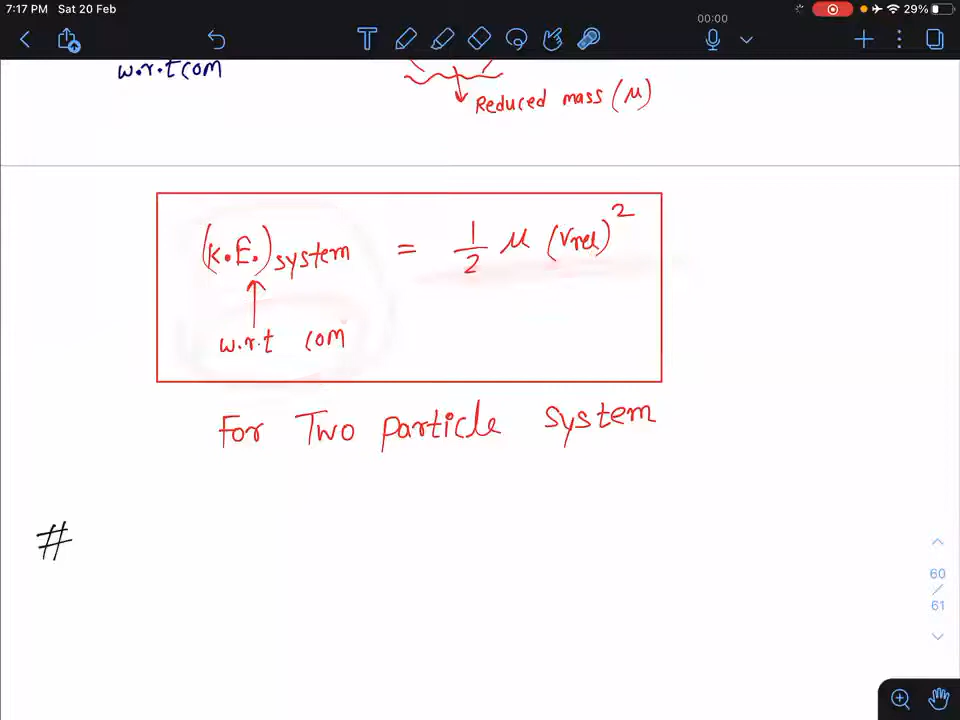 7:17 PM Sat 20 Feb
00:00
29%
w.r.t com
Reduced mass (μ)
(K.E.)system = 1/2 μ (Vrel)^2
w.r.t com
For Two particle system
#
60
/
61